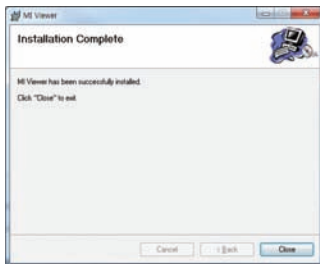 MI Viewer
Installation Complete
MI Viewer has been successfully installed.
Click "Close" to exit.
Cancel
< Back
Close